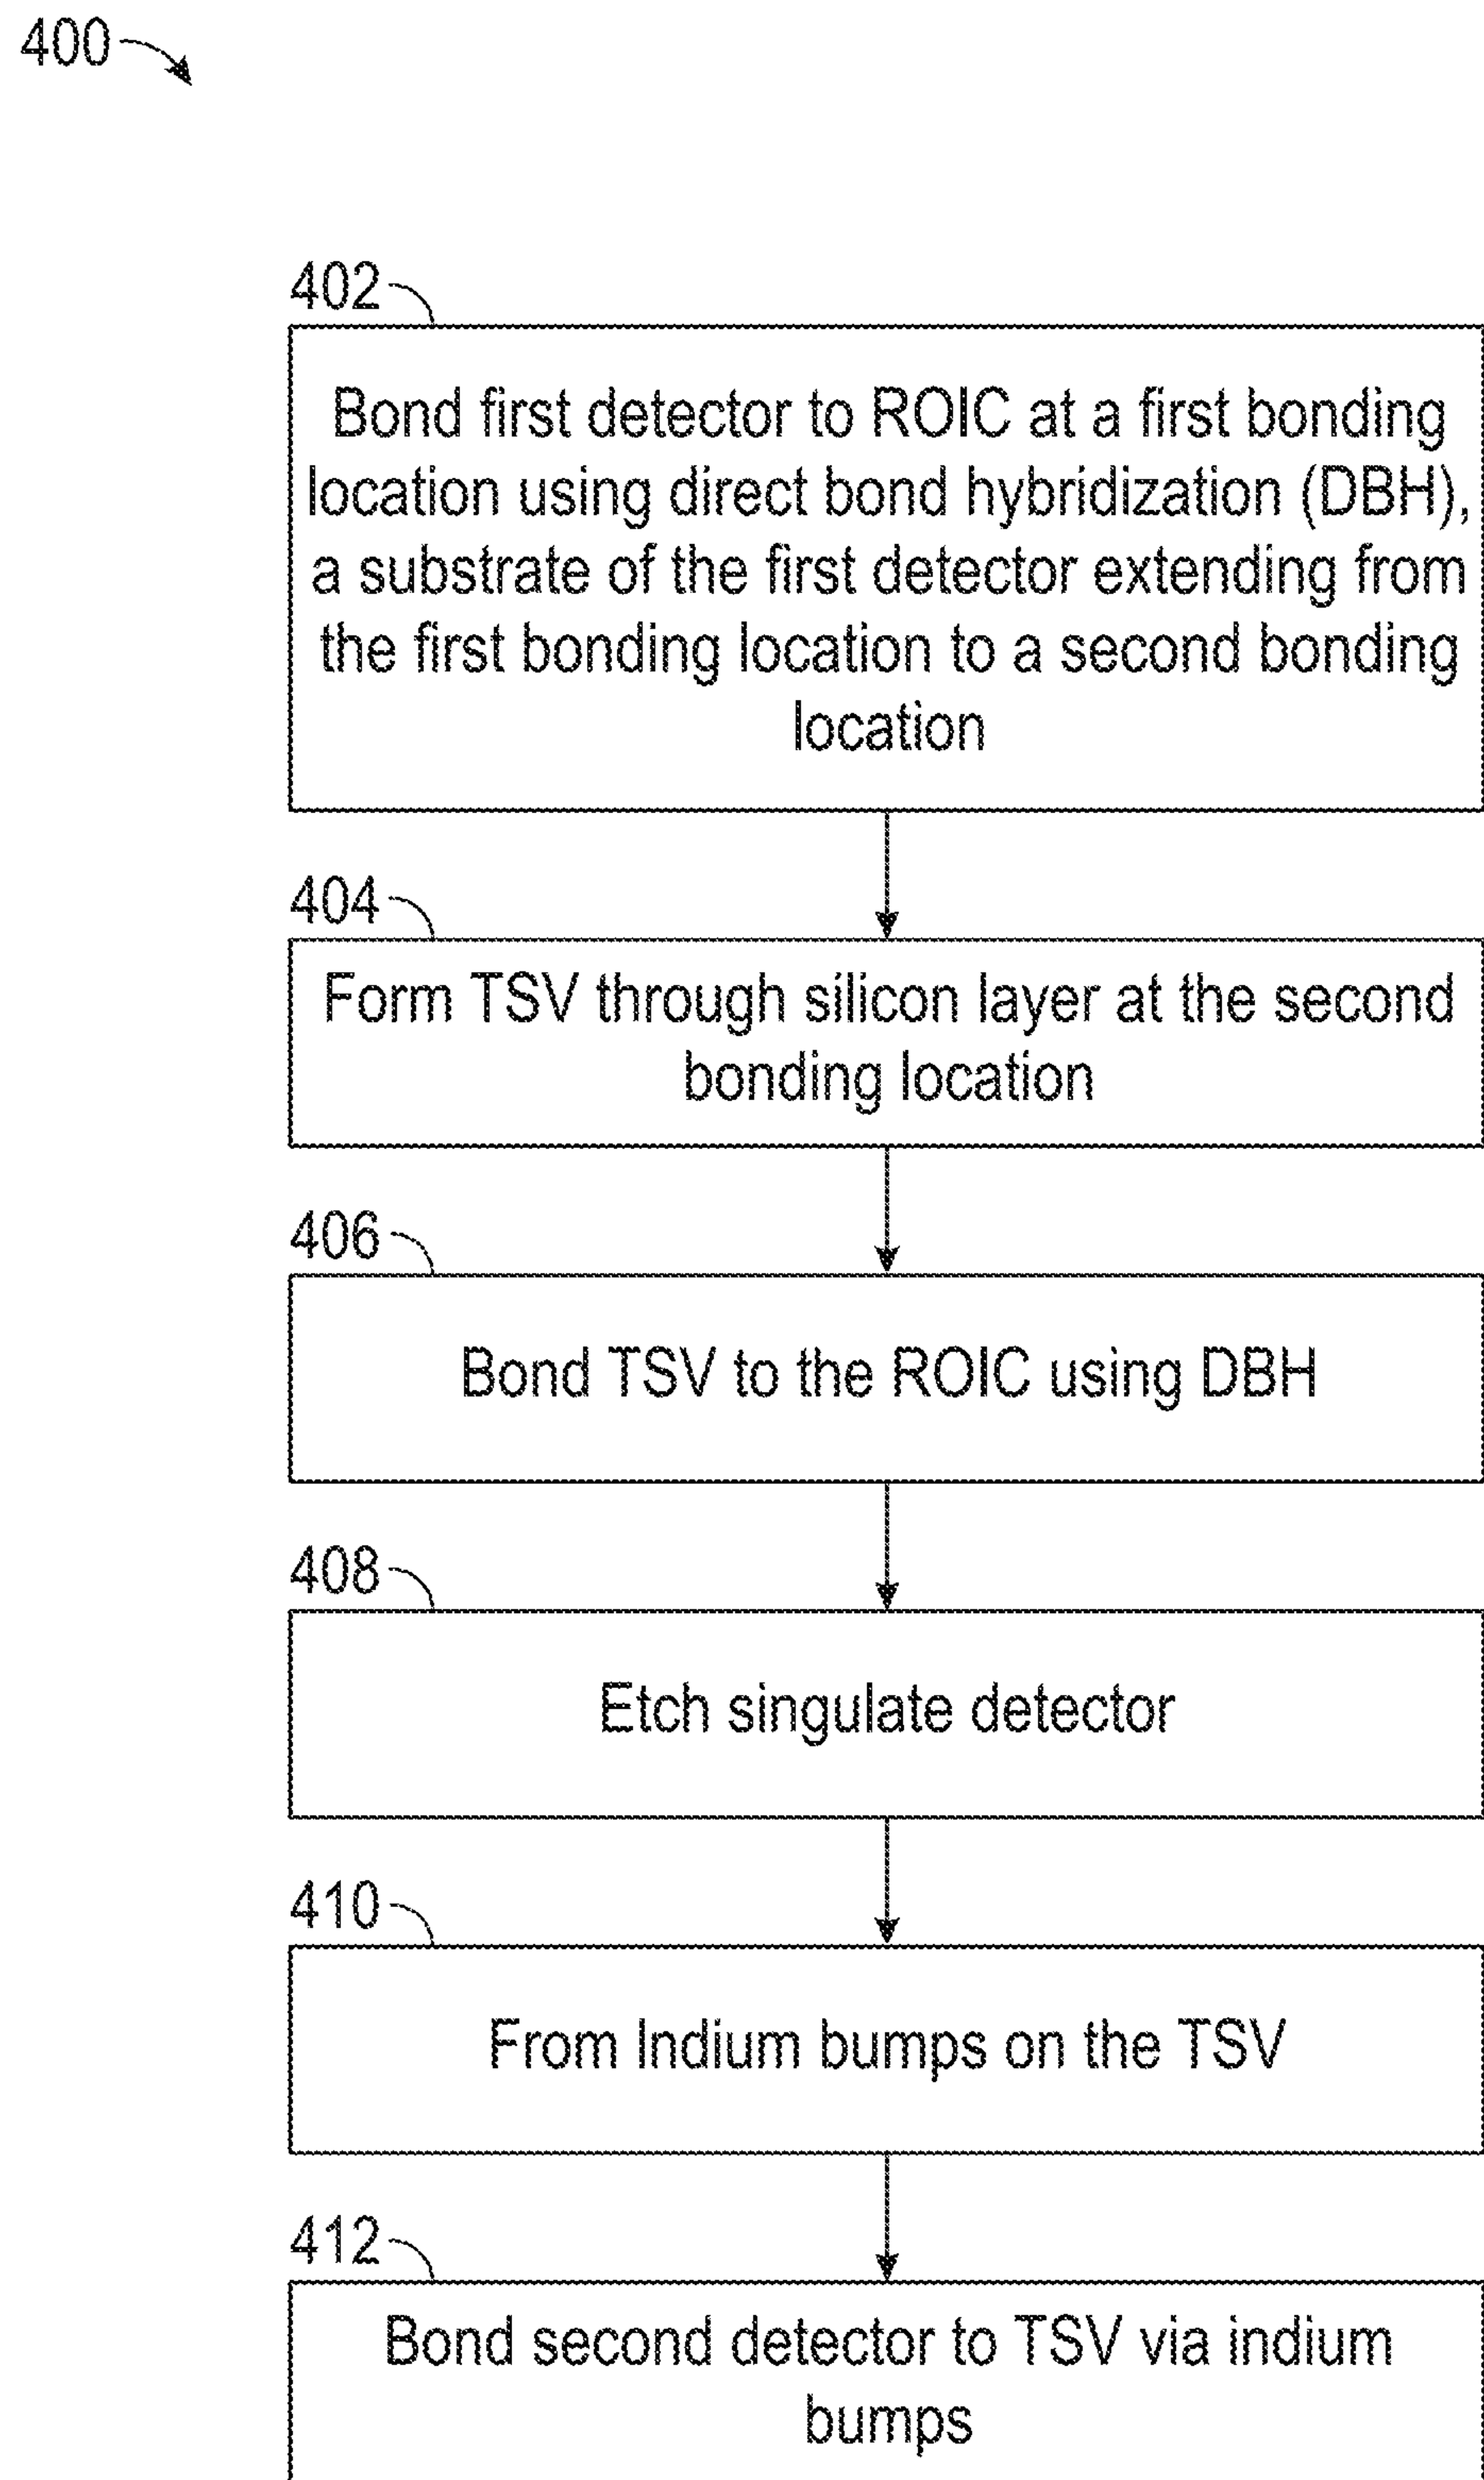 400
402
Bond first detector to ROIC at a first bonding
location using direct bond hybridization (DBH),
a substrate of the first detector extending from
the first bonding location to a second bonding
location
404
Form TSV through silicon layer at the second
bonding location
406
Bond TSV to the ROIC using DBH
408
Etch singulate detector
410
From Indium bumps on the TSV
412
Bond second detector to TSV via indium
bumps